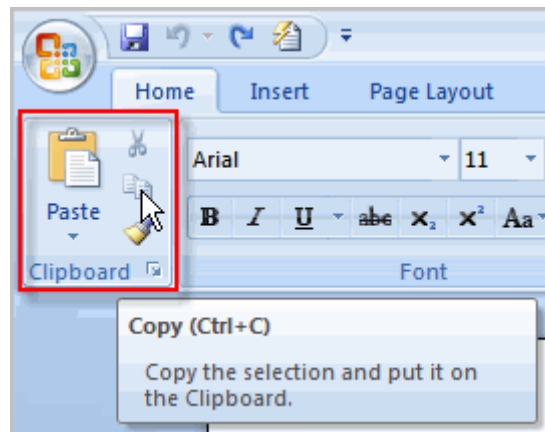 Home Insert Page Layout
Arial 11
Paste
B I U abc x₂ x² Aa
Clipboard Font
Copy (Ctrl+C)
Copy the selection and put it on
the Clipboard.